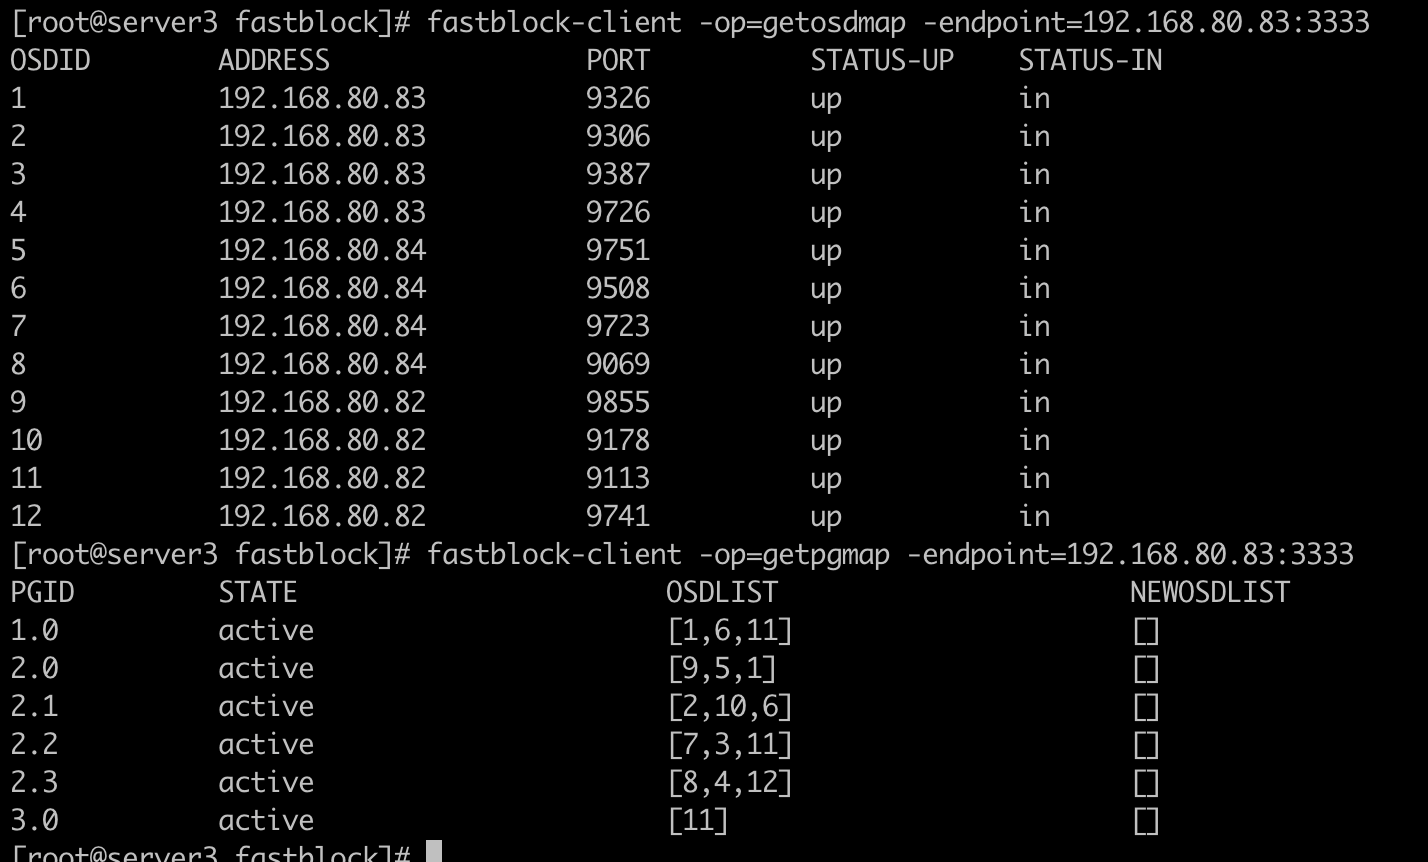 [root@server3 fastblock]# fastblock-client -op=getosdmap -endpoint=192.168.80.83:3333
OSDID ADDRESS PORT STATUS-UP STATUS-IN
1 192.168.80.83 9326 up in
2 192.168.80.83 9306 up in
3 192.168.80.83 9387 up in
4 192.168.80.83 9726 up in
5 192.168.80.84 9751 up in
6 192.168.80.84 9508 up in
7 192.168.80.84 9723 up in
8 192.168.80.84 9069 up in
9 192.168.80.82 9855 up in
10 192.168.80.82 9178 up in
11 192.168.80.82 9113 up in
12 192.168.80.82 9741 up in
[root@server3 fastblock]# fastblock-client -op=getpgmap -endpoint=192.168.80.83:3333
PGID STATE OSDLIST NEWOSDLIST
1.0 active [1,6,11] []
2.0 active [9,5,1] []
2.1 active [2,10,6] []
2.2 active [7,3,11] []
2.3 active [8,4,12] []
3.0 active [11] []
[root@server3 fastblock]#